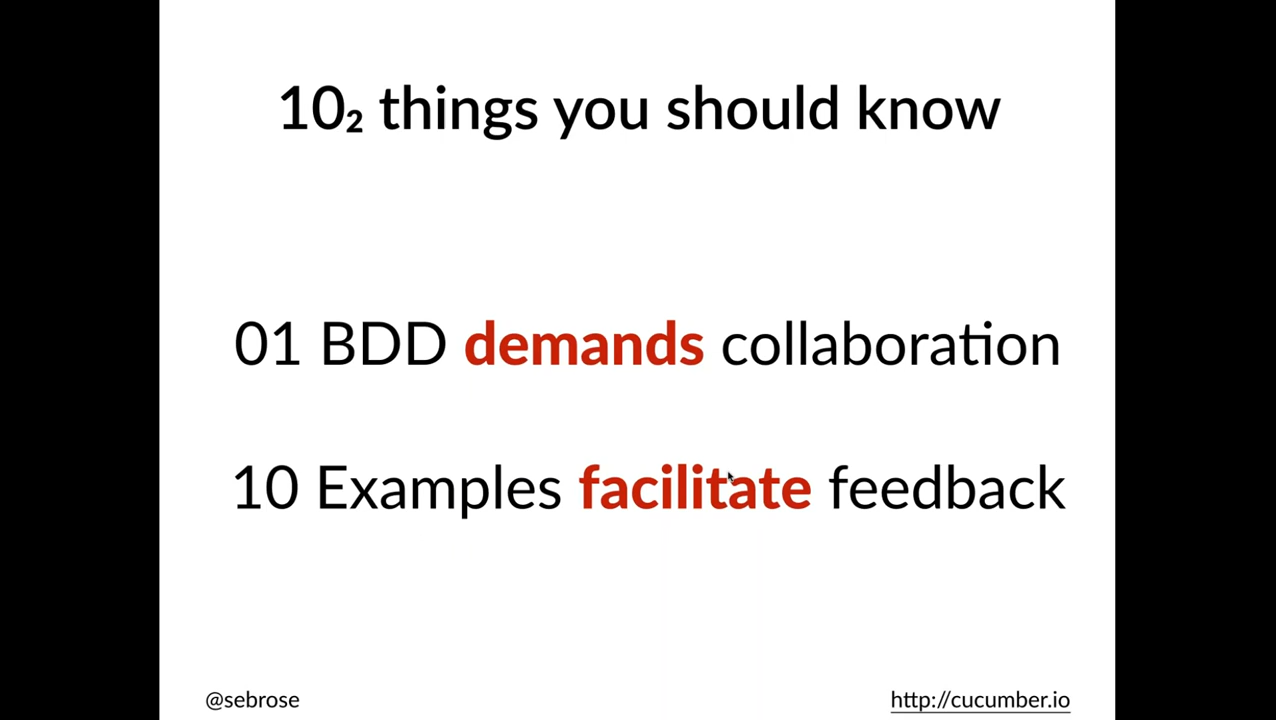 10₂ things you should know
01 BDD demands collaboration
10 Examples facilitate feedback
@sebrose
http://cucumber.io